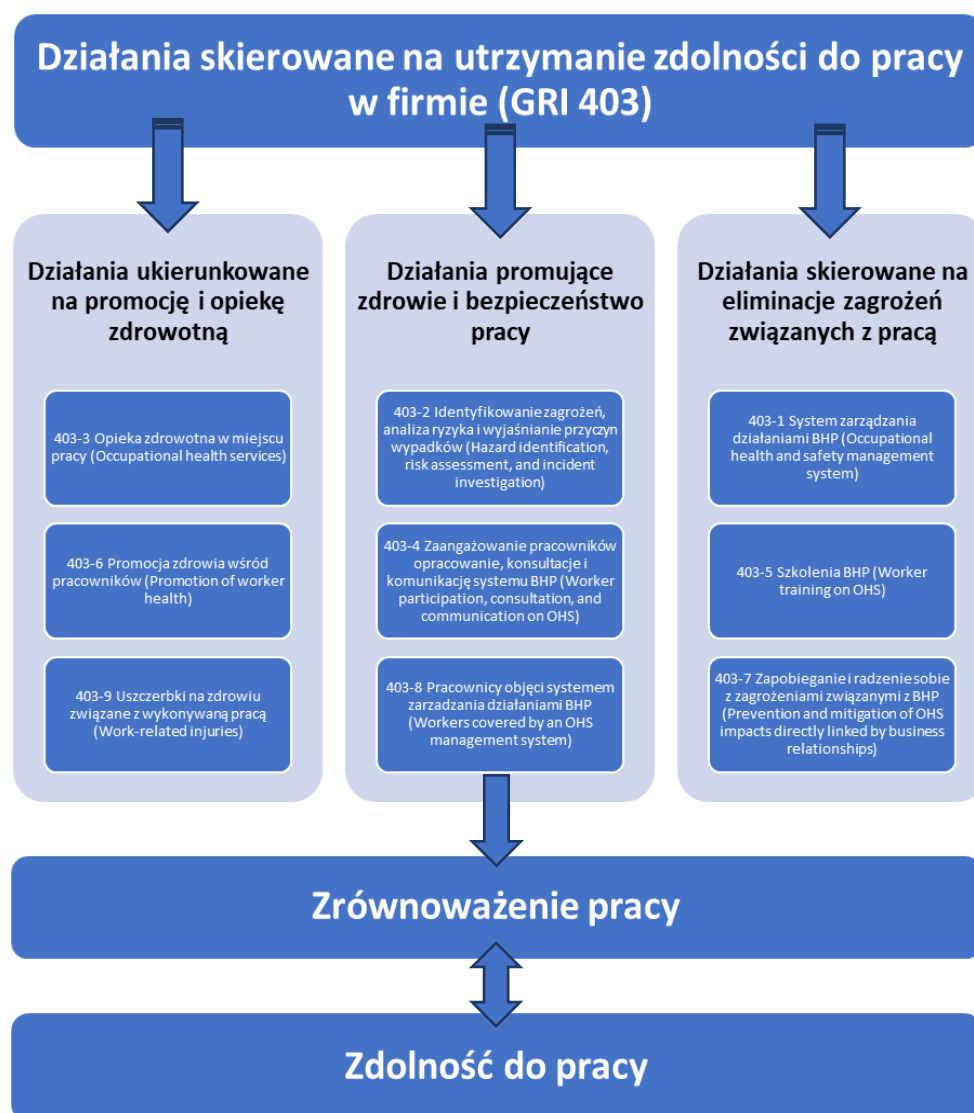 Działania skierowane na utrzymanie zdolności do pracy
w firmie (GRI 403)
Działania ukierunkowane
na promocję i opiekę
zdrowotną
403-3 Opieka zdrowotna w miejscu
pracy (Occupational health services)
403-6 Promocja zdrowia wśród
pracowników (Promotion of worker
health)
403-9 Uszczerbki na zdrowiu
związane z wykonywaną pracą
(Work-related injuries)
Działania promujące
zdrowie i bezpieczeństwo
pracy
403-2 Identyfikowanie zagrożeń,
analiza ryzyka i wyjaśnianie przyczyn
wypadków (Hazard identification,
risk assessment, and incident
investigation)
403-4 Zaangażowanie pracowników
opracowanie, konsultacje i
komunikację systemu BHP (Worker
participation, consultation, and
communication on OHS)
403-8 Pracownicy objęci systemem
zarzadzania działaniami BHP
(Workers covered by an OHS
management system)
Działania skierowane na
eliminacje zagrożeń
związanych z pracą
403-1 System zarządzania
działaniami BHP (Occupational
health and safety management
system)
403-5 Szkolenia BHP (Worker
training on OHS)
403-7 Zapobieganie i radzenie sobie
z zagrożeniami związanymi z BHP
(Prevention and mitigation of OHS
impacts directly linked by business
relationships)
Zrównoważenie pracy
Zdolność do pracy